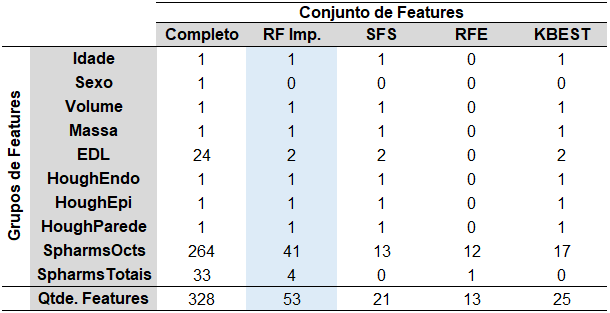 Conjunto de Features
Completo RF Imp. SFS RFE KBEST
Grupos de Features
Idade 1 1 1 0 1
Sexo 1 0 0 0 0
Volume 1 1 1 0 1
Massa 1 1 1 0 1
EDL 24 2 2 0 2
HoughEndo 1 1 1 0 1
HoughEpi 1 1 1 0 1
HoughParede 1 1 1 0 1
SpharmsOcts 264 41 13 12 17
SpharmsTotais 33 4 0 1 0
Qtde. Features 328 53 21 13 25